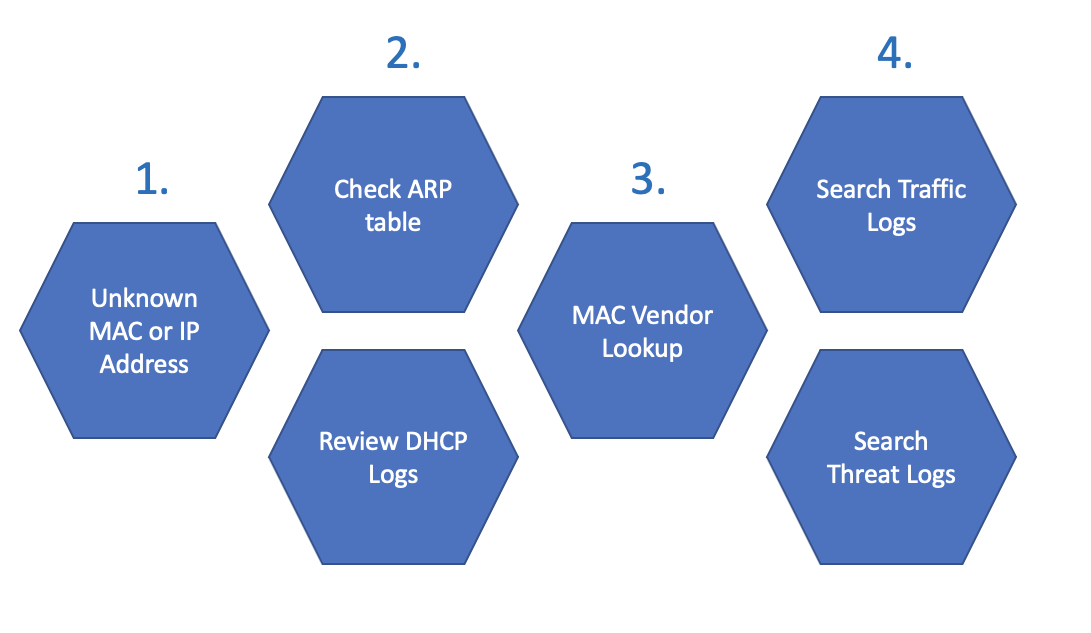 1.
Unknown
MAC or IP
Address
2.
Check ARP
table
Review DHCP
Logs
3.
MAC Vendor
Lookup
4.
Search Traffic
Logs
Search
Threat Logs